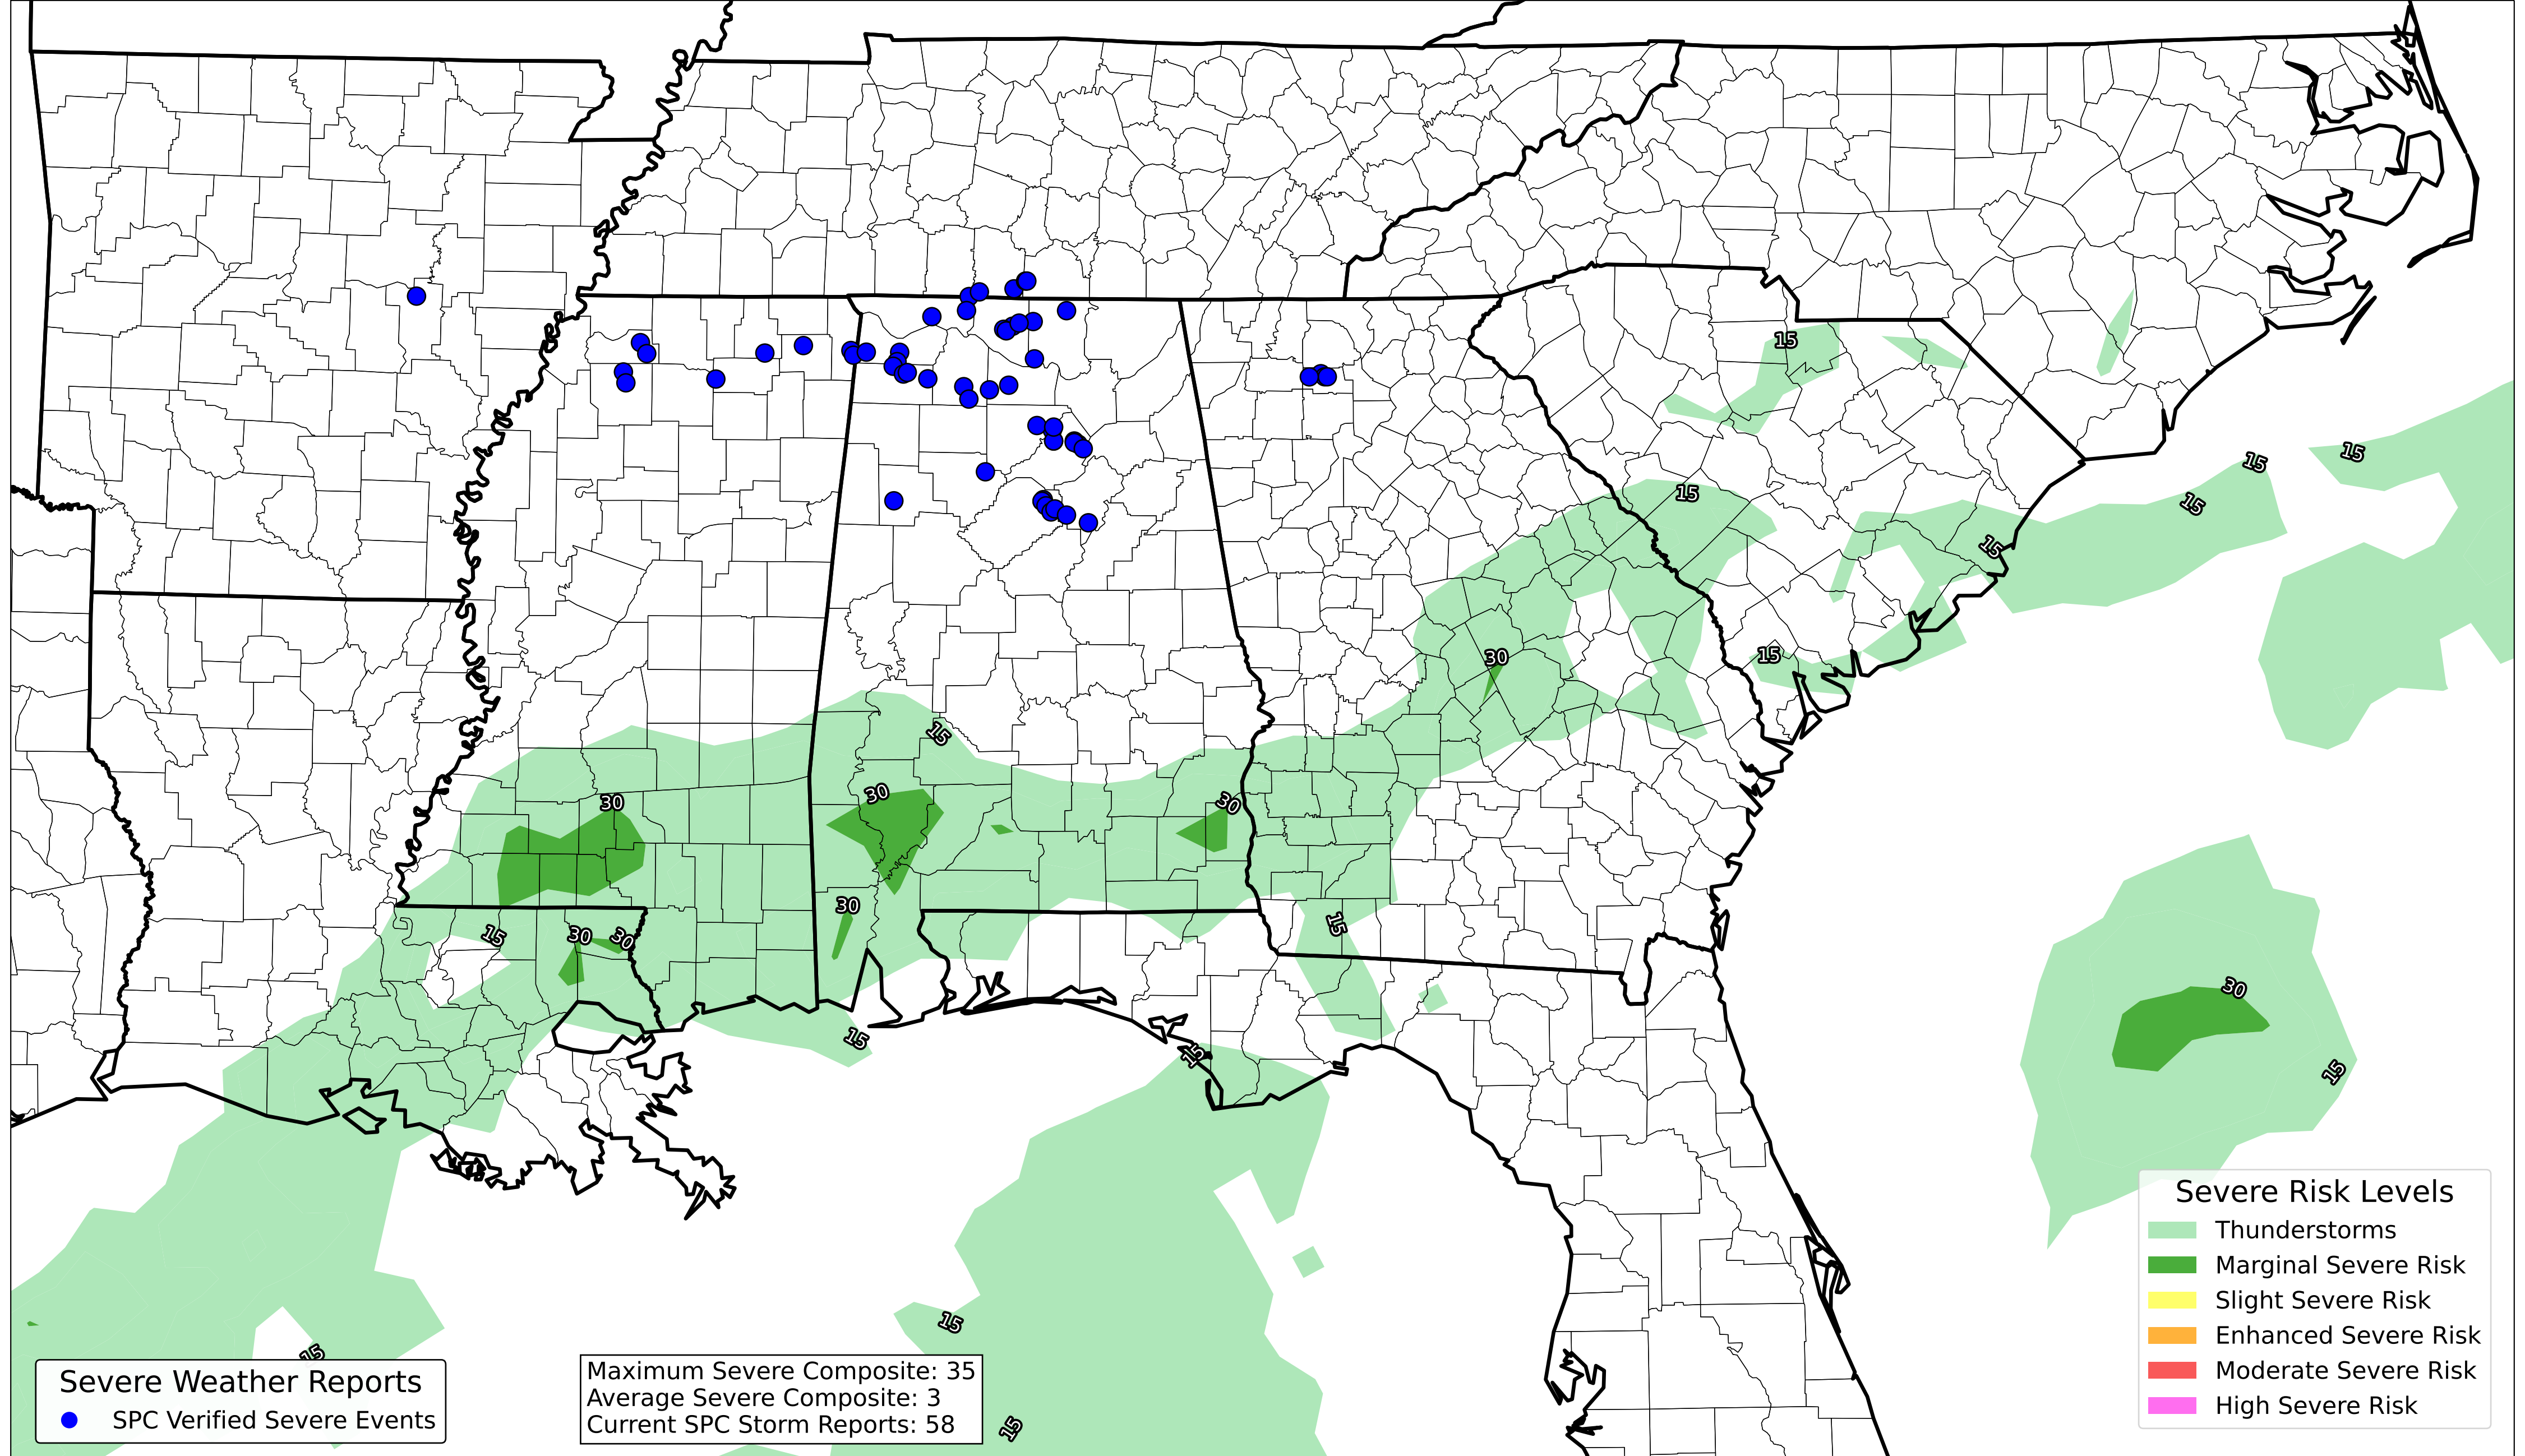 15
15
15
15
15
15
30
15
15
30
30
30
15
30
30
15
30
15
15
15
15
15
15
Severe Risk Levels
Thunderstorms
Marginal Severe Risk
Slight Severe Risk
Enhanced Severe Risk
Moderate Severe Risk
High Severe Risk
Severe Weather Reports
SPC Verified Severe Events
Maximum Severe Composite: 35
Average Severe Composite: 3
Current SPC Storm Reports: 58